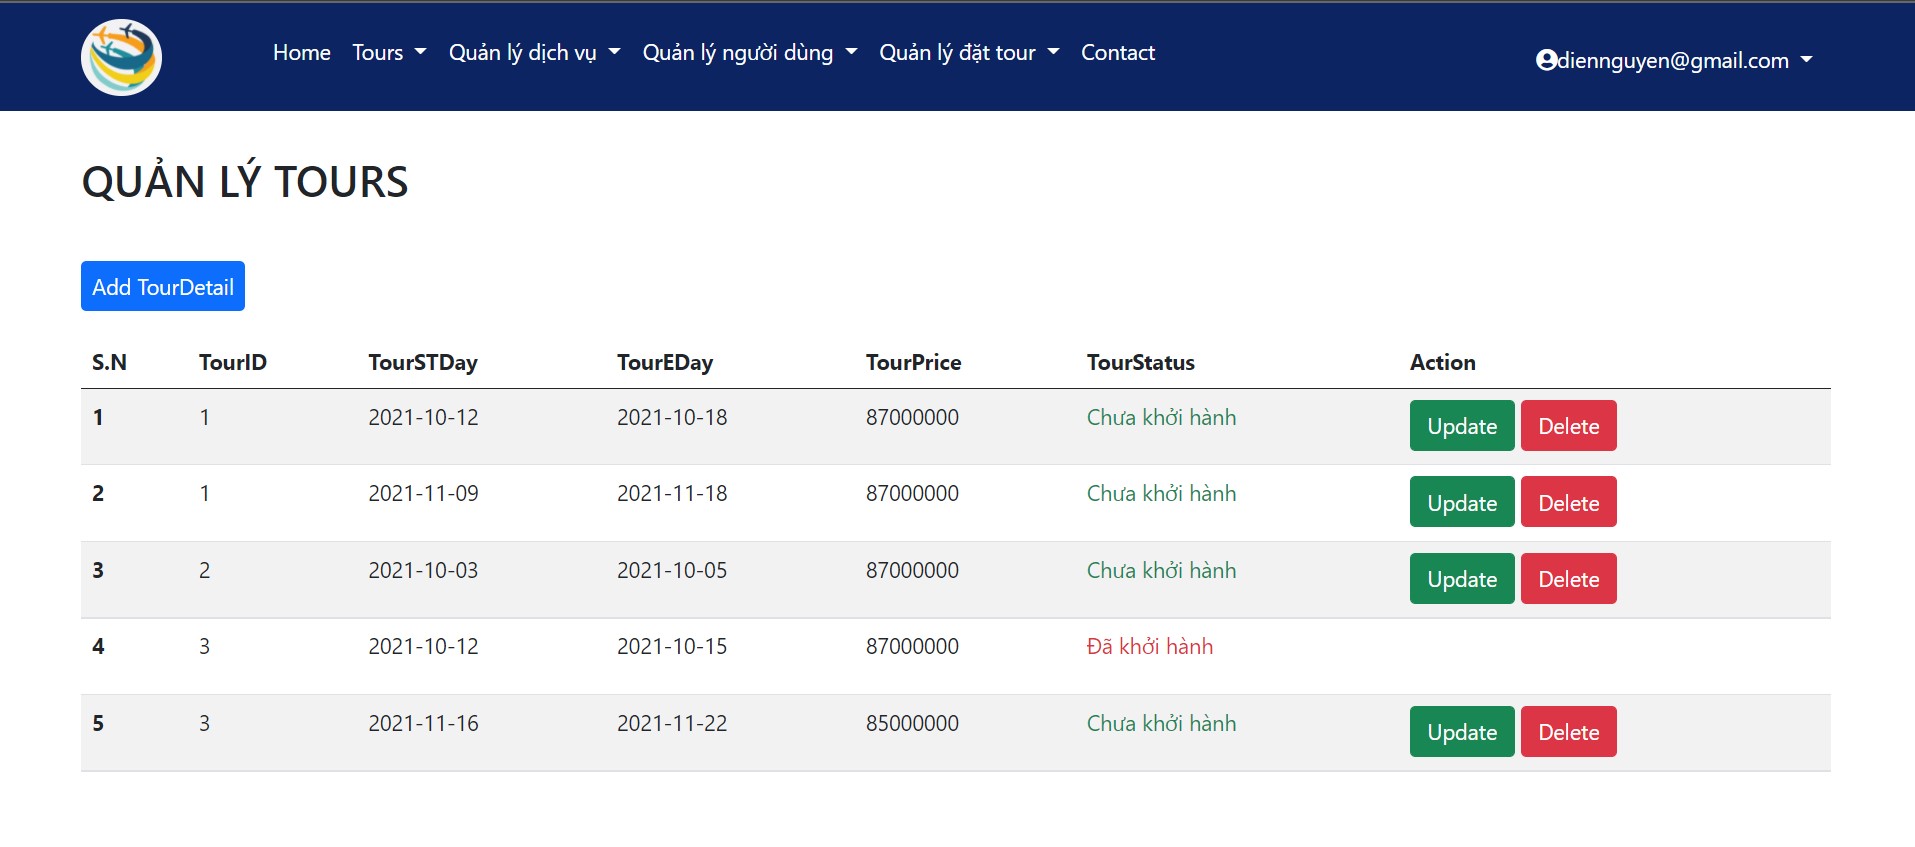 Home Tours Quản lý dịch vụ Quản lý người dùng Quản lý đặt tour Contact diennguyen@gmail.com
QUẢN LÝ TOURS
Add TourDetail
S.N TourID TourSTDay TourEDay TourPrice TourStatus Action
1 1 2021-10-12 2021-10-18 87000000 Chưa khởi hành Update Delete
2 1 2021-11-09 2021-11-18 87000000 Chưa khởi hành Update Delete
3 2 2021-10-03 2021-10-05 87000000 Chưa khởi hành Update Delete
4 3 2021-10-12 2021-10-15 87000000 Đã khởi hành
5 3 2021-11-16 2021-11-22 85000000 Chưa khởi hành Update Delete